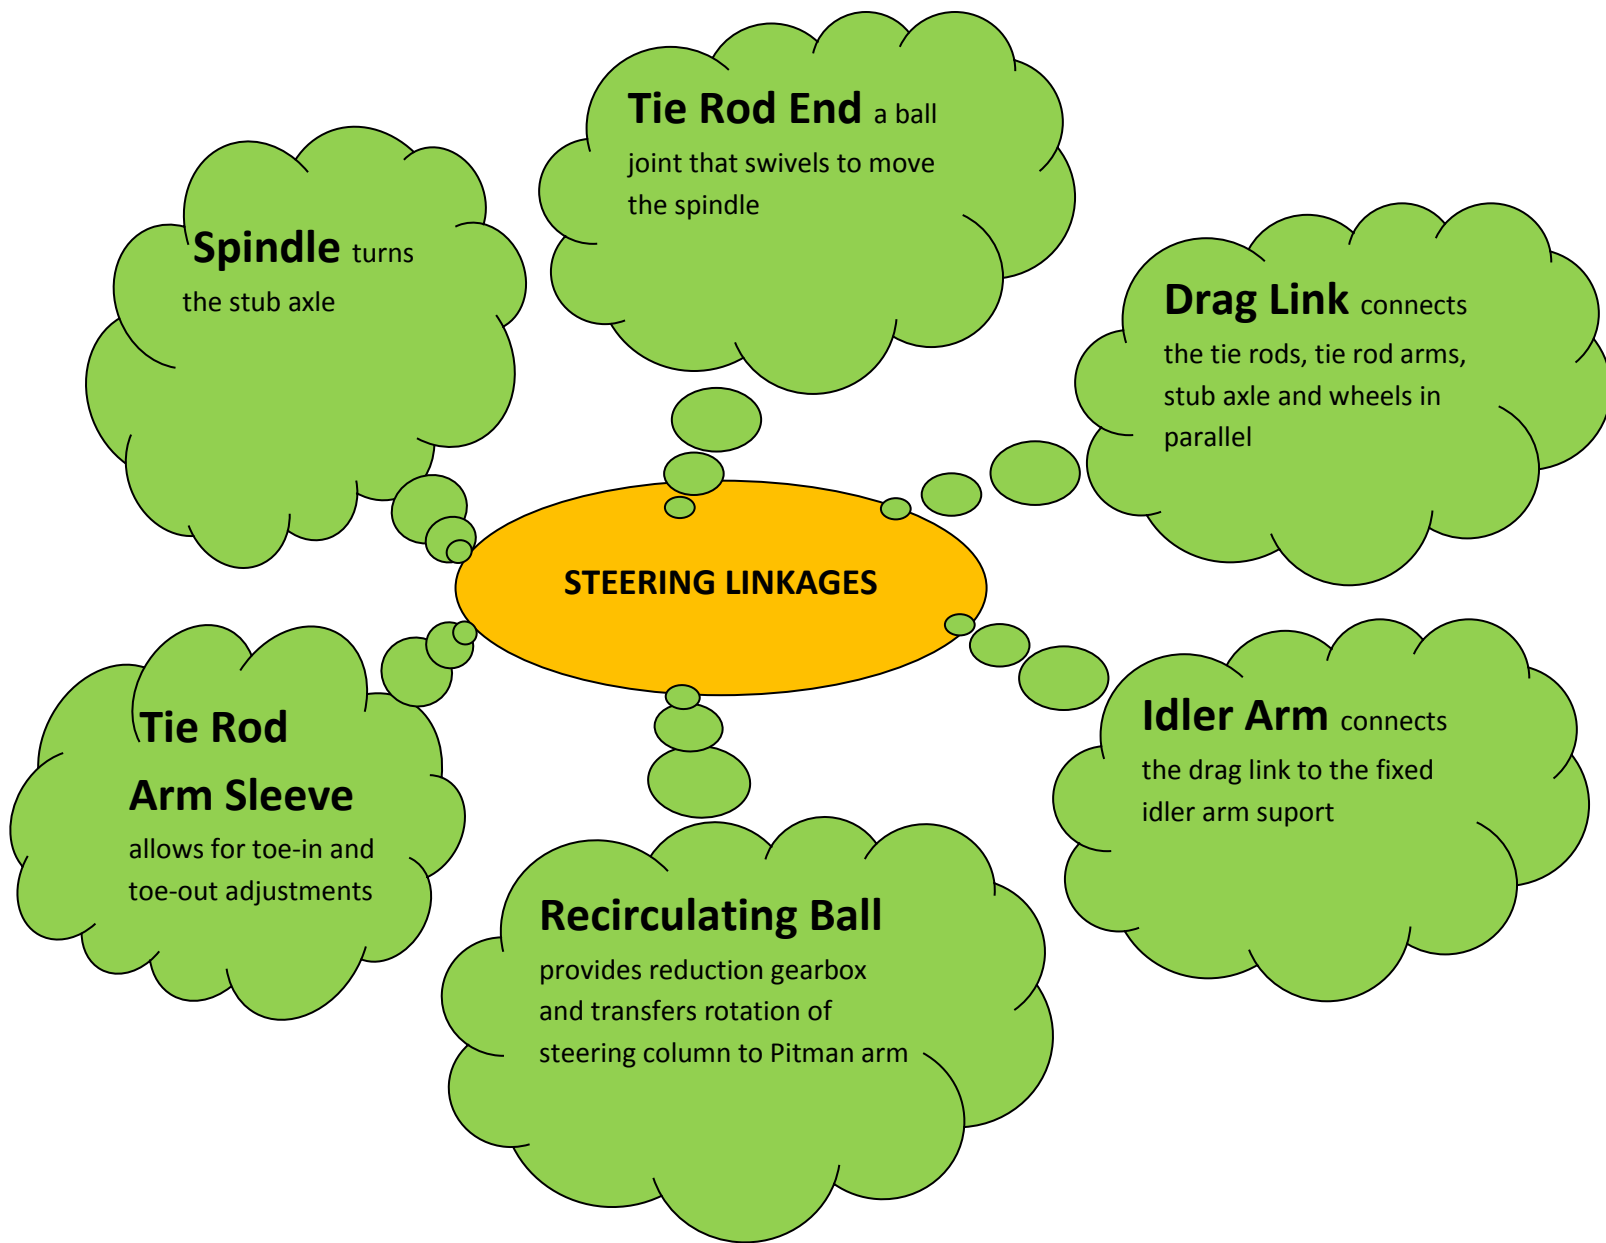 Tie Rod End a ball
joint that swivels to move
the spindle
Spindle turns
the stub axle
Drag Link connects
the tie rods, tie rod arms,
stub axle and wheels in
parallel
STEERING LINKAGES
Tie Rod
Arm Sleeve
allows for toe-in and
toe-out adjustments
Idler Arm connects
the drag link to the fixed
idler arm suport
Recirculating Ball
provides reduction gearbox
and transfers rotation of
steering column to Pitman arm